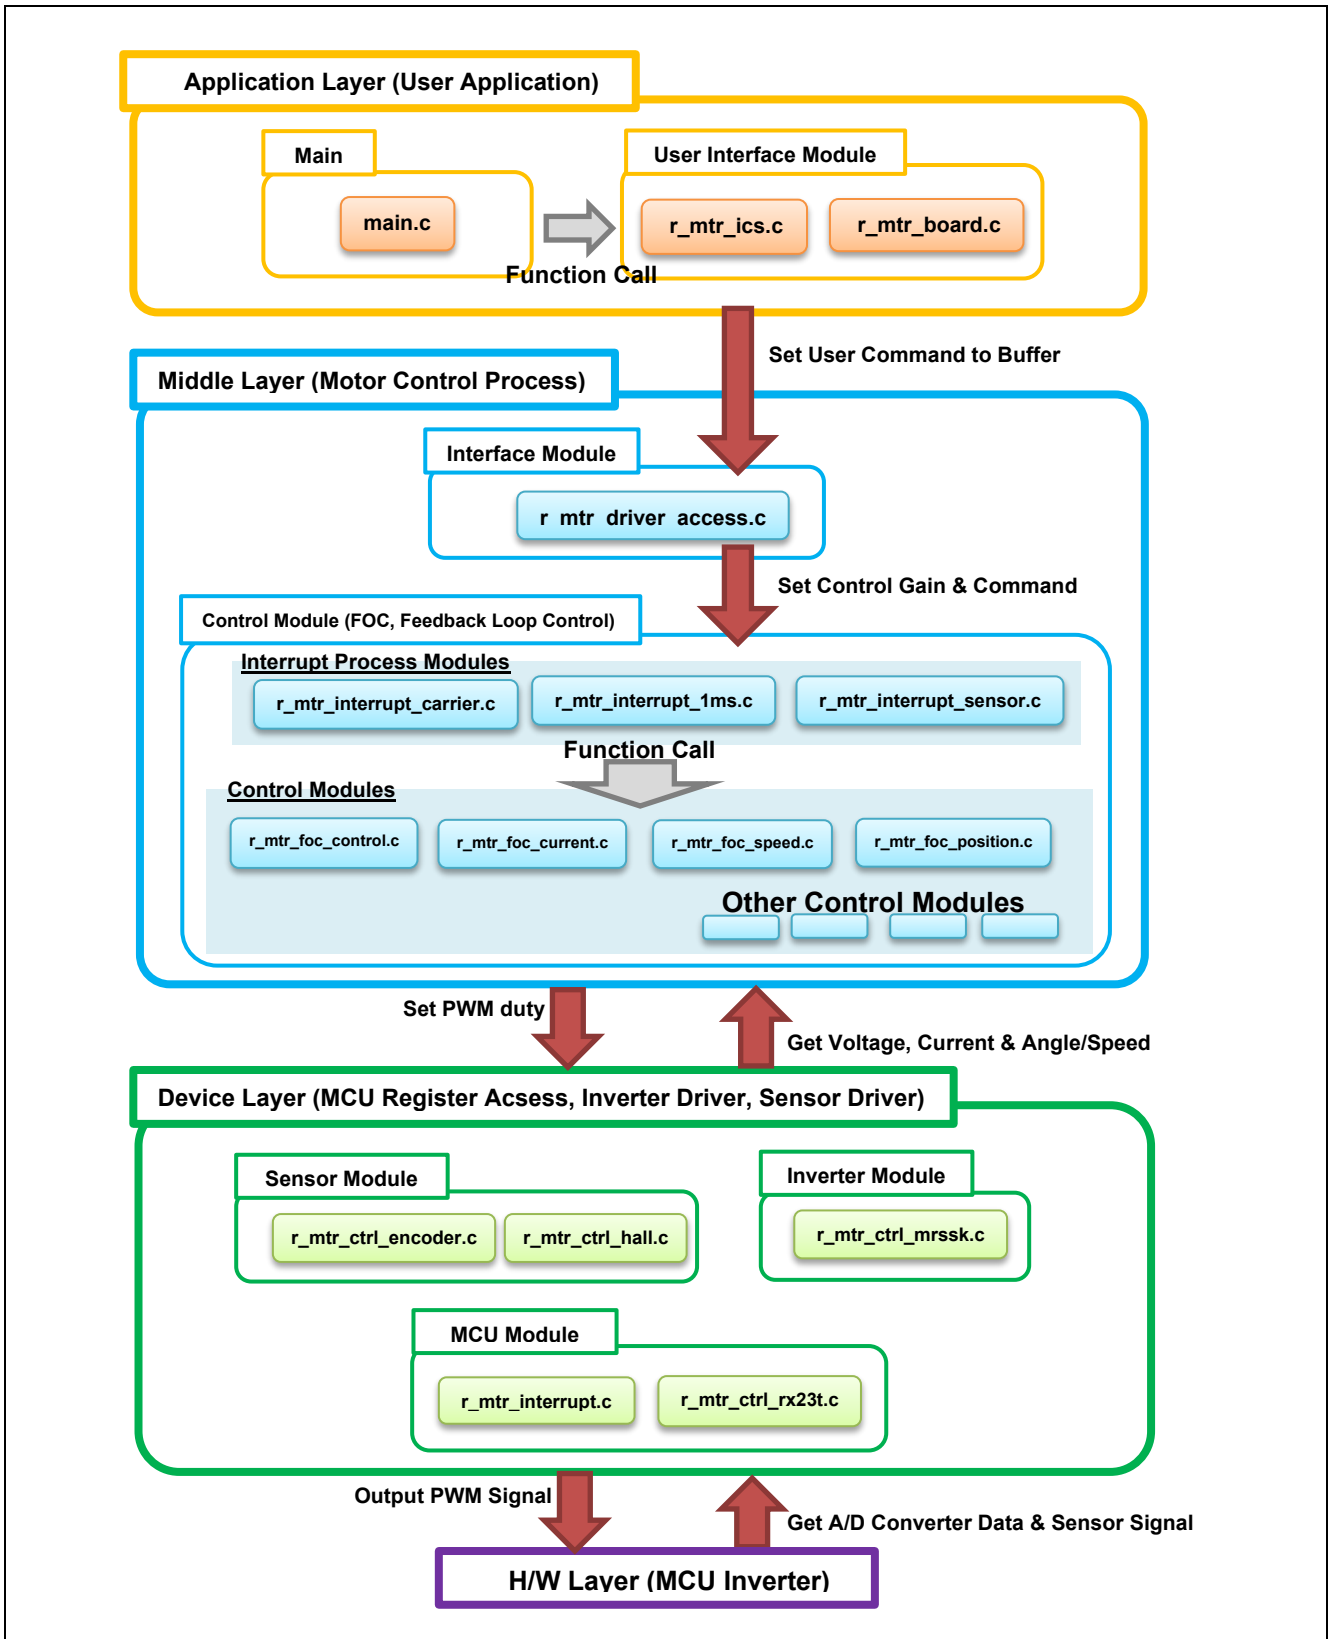 Application Layer (User Application)
Main
User Interface Module
main.c
r_mtr_ics.c
r_mtr_board.c
Function Call
Set User Command to Buffer
Middle Layer (Motor Control Process)
Interface Module
r_mtr_driver_access.c
Set Control Gain & Command
Control Module (FOC, Feedback Loop Control)
Interrupt Process Modules
r_mtr_interrupt_carrier.c
r_mtr_interrupt_1ms.c
r_mtr_interrupt_sensor.c
Function Call
Control Modules
r_mtr_foc_control.c
r_mtr_foc_current.c
r_mtr_foc_speed.c
r_mtr_foc_position.c
Other Control Modules
Set PWM duty
Get Voltage, Current & Angle/Speed
Device Layer (MCU Register Acsess, Inverter Driver, Sensor Driver)
Sensor Module
Inverter Module
r_mtr_ctrl_encoder.c
r_mtr_ctrl_hall.c
r_mtr_ctrl_mrssk.c
MCU Module
r_mtr_interrupt.c
r_mtr_ctrl_rx23t.c
Output PWM Signal
Get A/D Converter Data & Sensor Signal
H/W Layer (MCU Inverter)